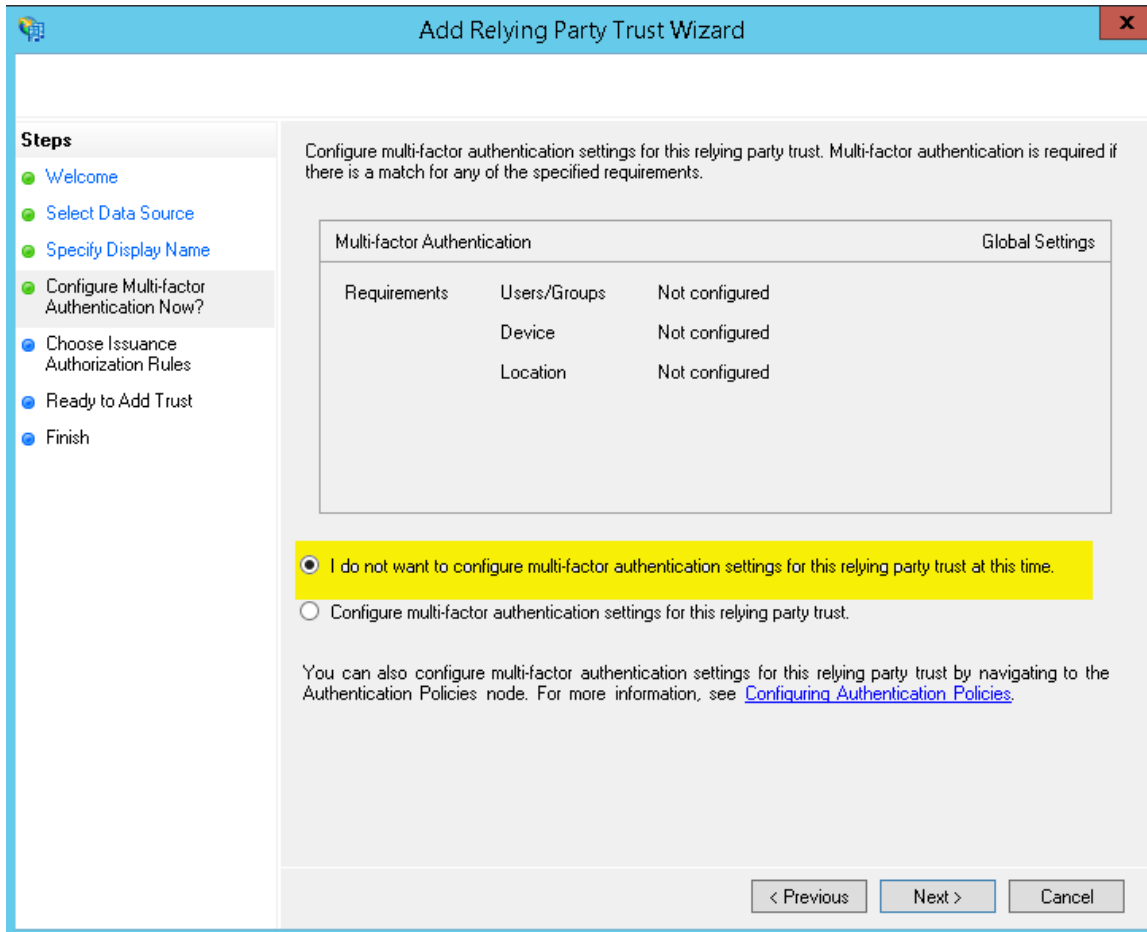 Add Relying Party Trust Wizard
x
Steps
Welcome
Select Data Source
Specify Display Name
Configure Multi-factor
Authentication Now?
Choose Issuance
Authorization Rules
Ready to Add Trust
Finish
Configure multi-factor authentication settings for this relying party trust. Multi-factor authentication is required if
there is a match for any of the specified requirements.
Multi-factor Authentication Global Settings
Requirements Users/Groups Not configured
Device Not configured
Location Not configured
I do not want to configure multi-factor authentication settings for this relying party trust at this time.
Configure multi-factor authentication settings for this relying party trust.
You can also configure multi-factor authentication settings for this relying party trust by navigating to the
Authentication Policies node. For more information, see Configuring Authentication Policies.
< Previous Next > Cancel